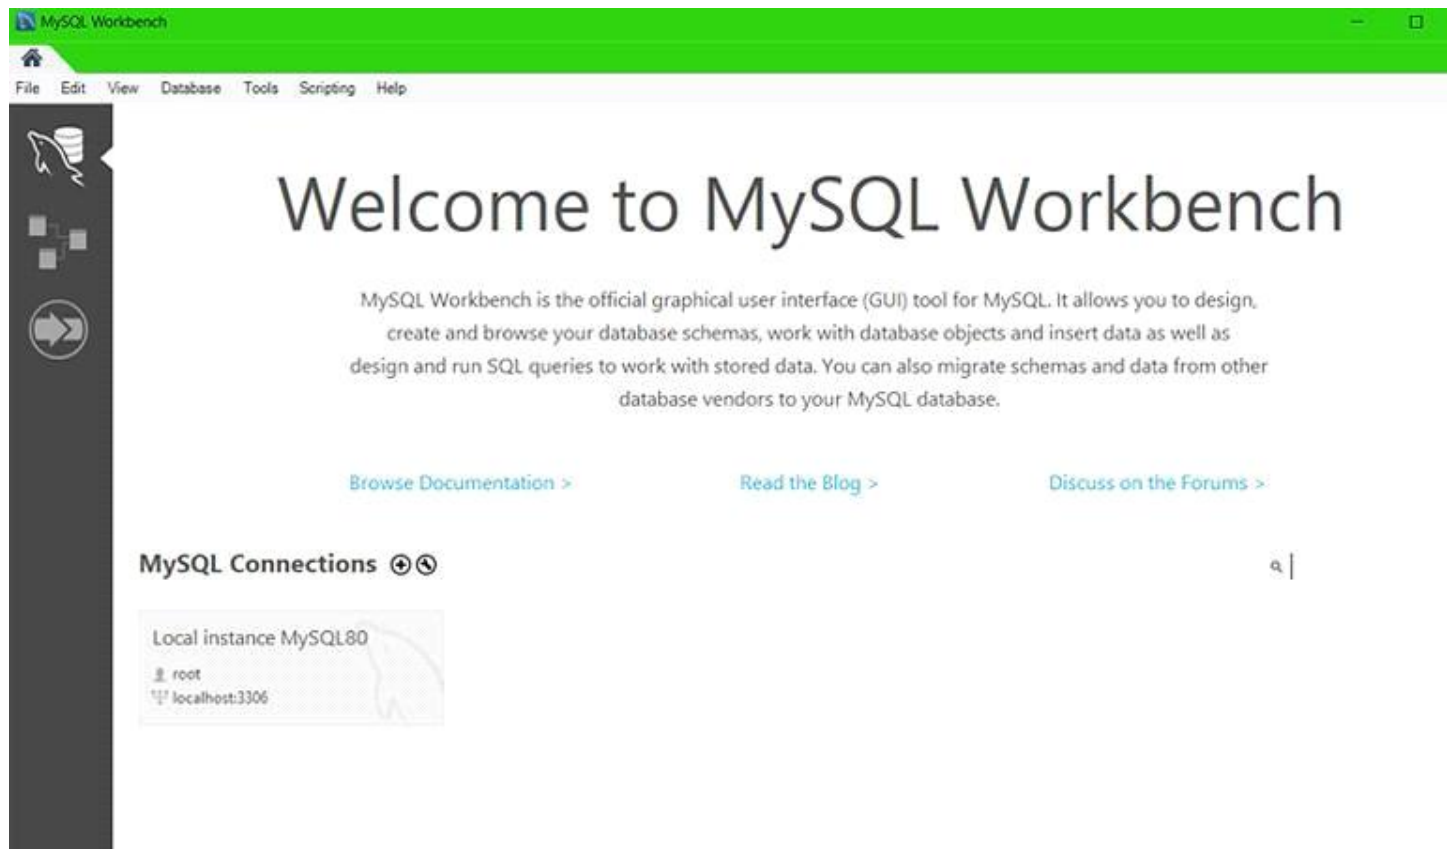 MySQL Workbench
File Edit View Database Tools Scripting Help
Welcome to MySQL Workbench
MySQL Workbench is the official graphical user interface (GUI) tool for MySQL. It allows you to design,
create and browse your database schemas, work with database objects and insert data as well as
design and run SQL queries to work with stored data. You can also migrate schemas and data from other
database vendors to your MySQL database.
Browse Documentation > Read the Blog > Discuss on the Forums >
MySQL Connections
Local instance MySQL80
root
localhost:3306